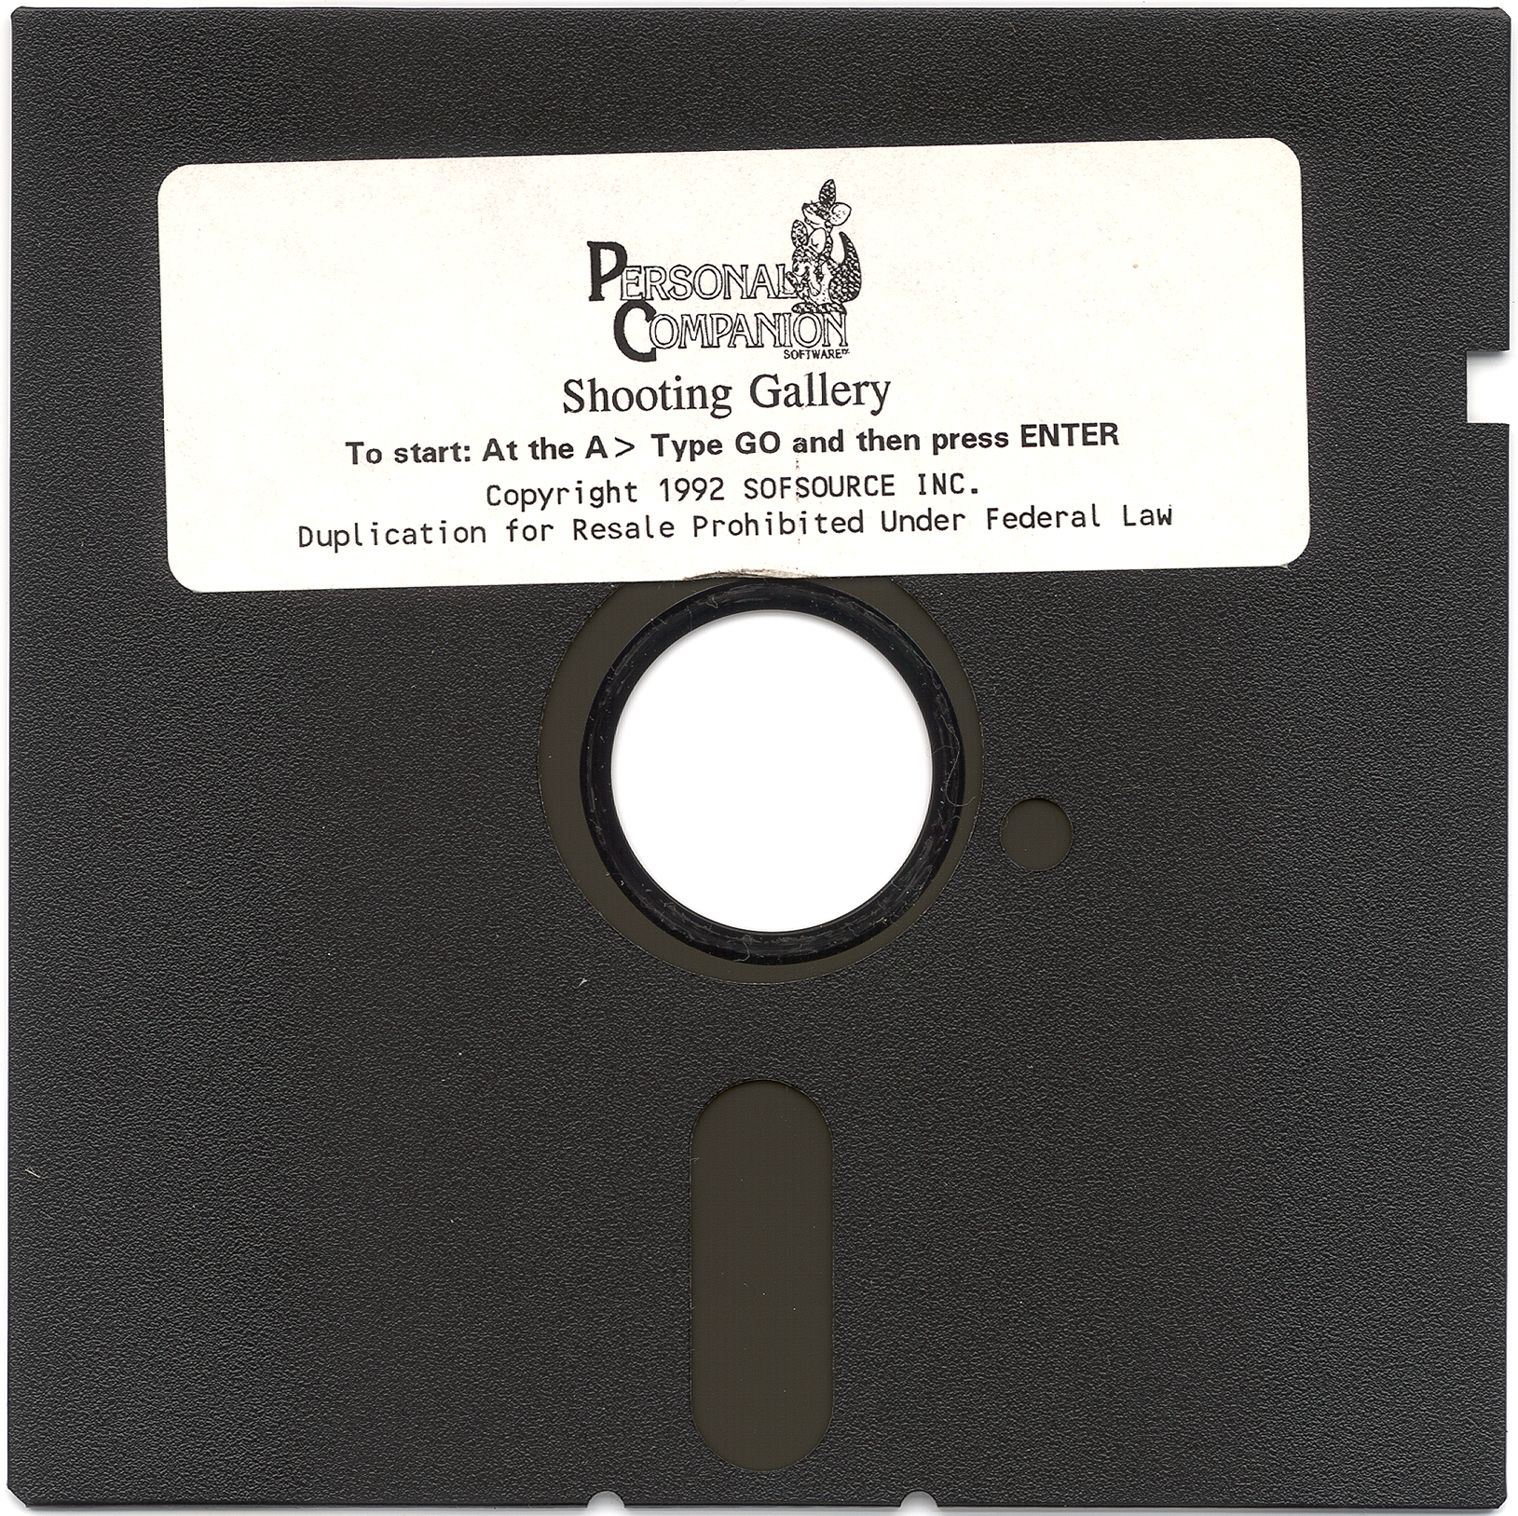 PERSONAL
COMPANION
SOFTWARE™
Shooting Gallery
To start: At the A> Type GO and then press ENTER
Copyright 1992 SOFSOURCE INC.
Duplication for Resale Prohibited Under Federal Law